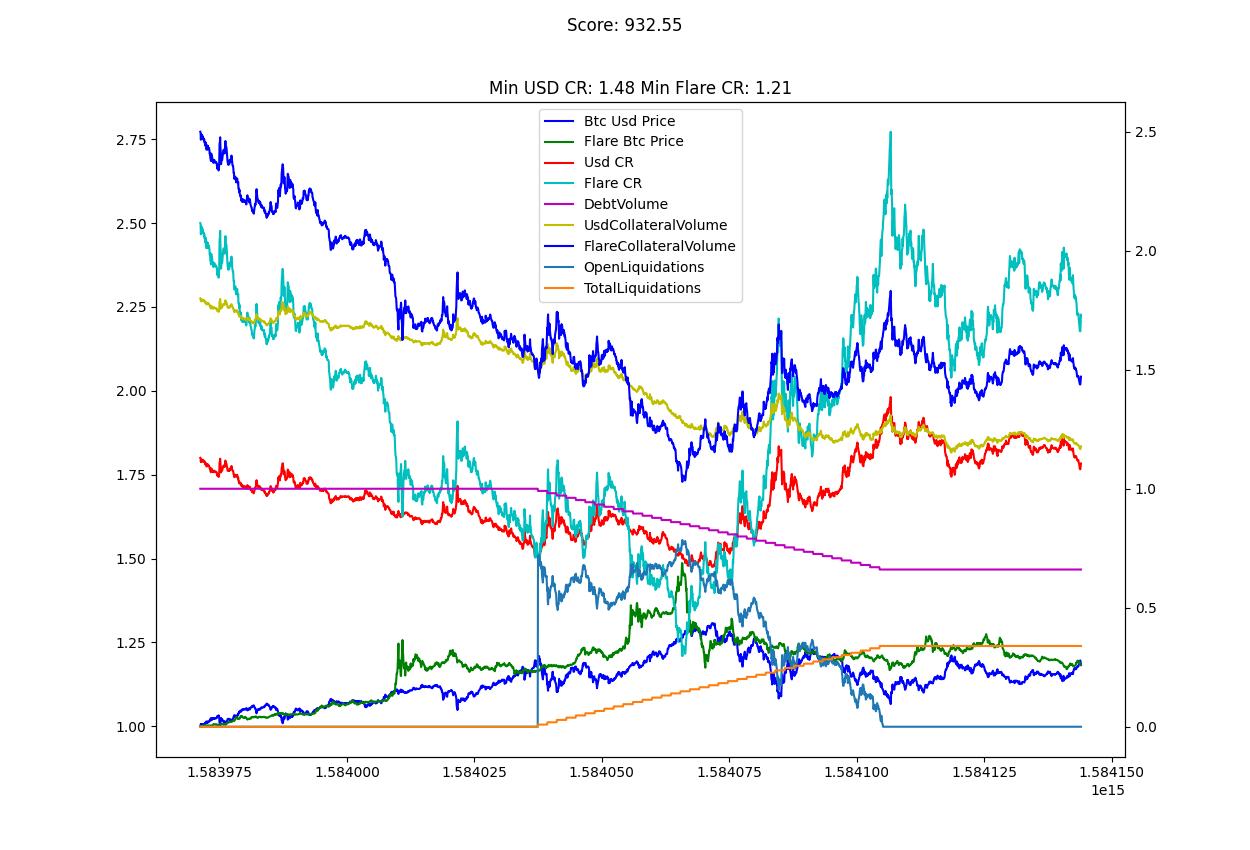 Score: 932.55
Min USD CR: 1.48 Min Flare CR: 1.21
Btc Usd Price
Flare Btc Price
Usd CR
Flare CR
DebtVolume
UsdCollateralVolume
FlareCollateralVolume
OpenLiquidations
TotalLiquidations
2.75
2.50
2.25
2.00
1.75
1.50
1.25
1.00
2.5
2.0
1.5
1.0
0.5
0.0
1.583975 1.584000 1.584025 1.584050 1.584075 1.584100 1.584125 1.584150
1e15